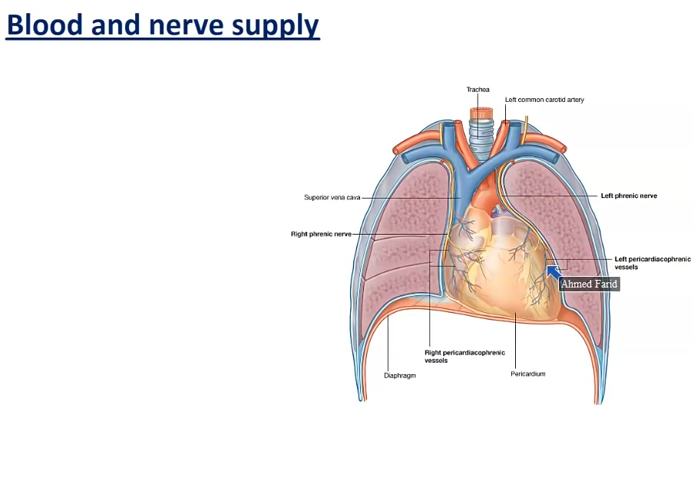 Blood and nerve supply
Trachea
Left common carotid artery
Superior vena cava
Left phrenic nerve
Right phrenic nerve
Left pericardiacophrenic
vessels
Ahmed Farid
Right pericardiacophrenic
vessels
Diaphragm
Pericardium